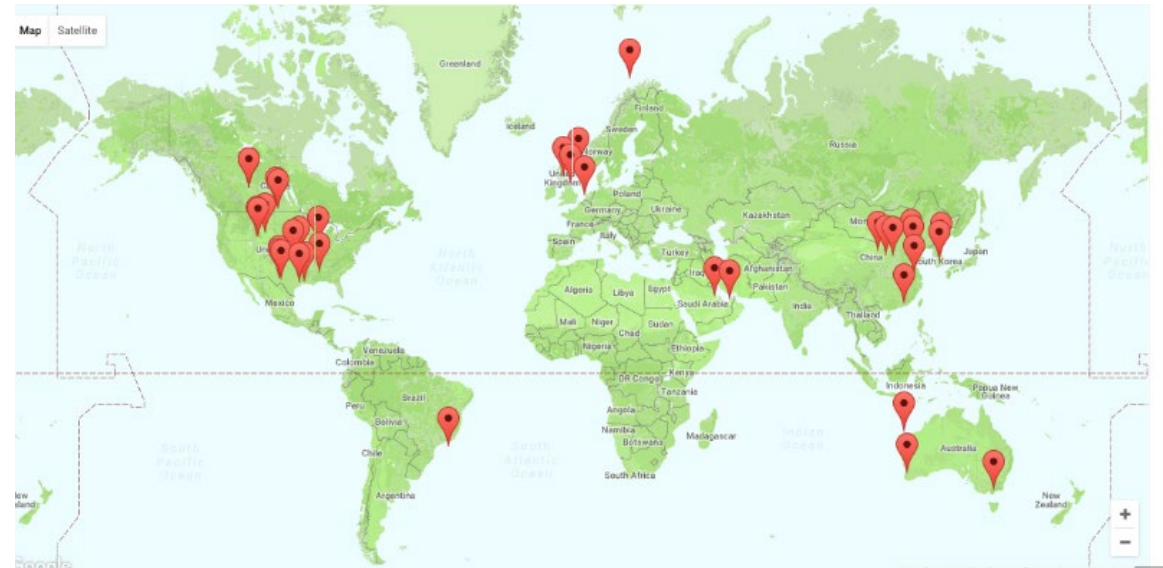 Map Satellite
Greenland
Iceland
Finland
Sweden
Norway
Russia
United
Kingdom
Poland
Germany
Ukraine
France
Italy
Spain
Kazakhstan
Turkey
Iraq
Afghanistan
Pakistan
China
South Korea
Japan
North
Pacific
Ocean
North
Atlantic
Ocean
North
Pacific
Mexico
Algeria
Libya
Egypt
Saudi Arabia
India
Thailand
Mali
Niger
Chad
Sudan
Nigeria
Ethiopia
Venezuela
Colombia
DR Congo
Kenya
Tanzania
Indonesia
Papua New
Guinea
Peru
Brazil
Bolivia
Angola
Namibia
Botswana
Madagascar
Chile
South
Pacific
Ocean
South
Atlantic
Ocean
Indian
Ocean
Australia
South Africa
Argentina
New
Zealand
Google